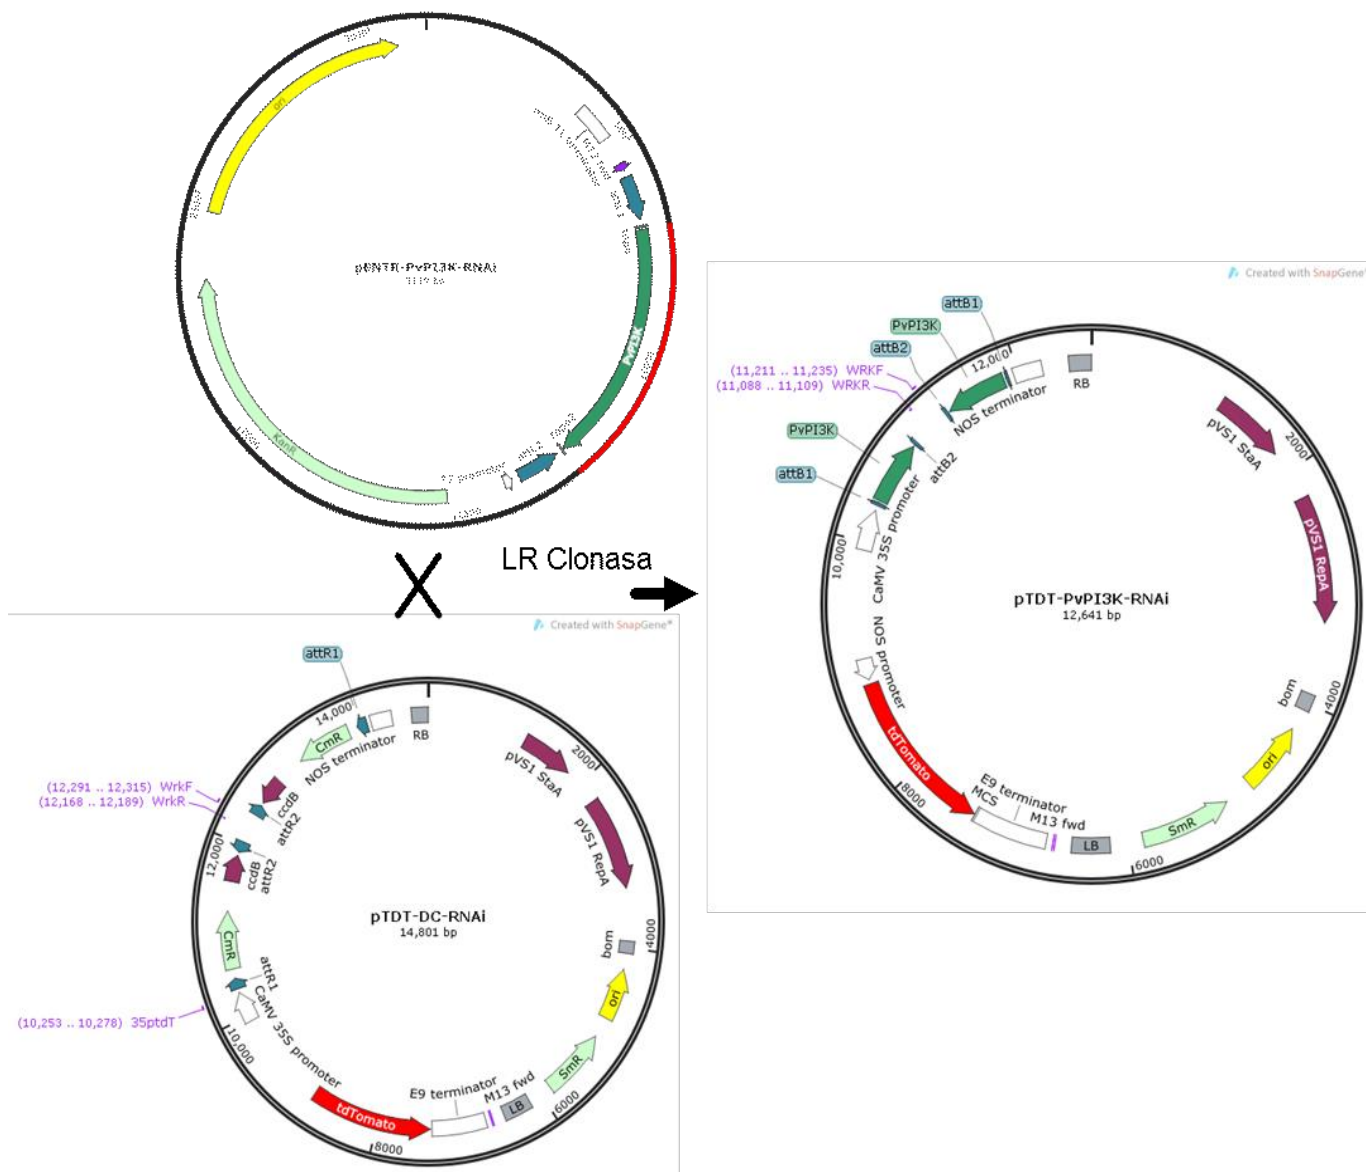 ori
pENTR-PvPI3K-RNAi
PvPI3K
KanR
T7 promoter
LR Clonasa
Created with SnapGene®
attR1
14,000
CmR
NOS terminator
RB
2000
pVS1 StaA
(12,291 .. 12,315) WrkF
(12,168 .. 12,189) WrkR
ccdB
attR2
12,000
ccdB
attR2
pVS1 RepA
pTDT-DC-RNAi
14,801 bp
CmR
attR1
4000
bom
ori
(10,253 .. 10,278) 35ptdT
10,000
CaMV 35S promoter
SmR
6000
E9 terminator
M13 fwd
LB
tdTomato
8000
Created with SnapGene®
attB1
PvPI3K
attB2
12,000
(11,211 .. 11,235) WRKF
(11,088 .. 11,109) WRKR
NOS terminator
RB
pVS1 StaA
2000
PvPI3K
attB2
attB1
pVS1 RepA
10,000
CaMV 35S promoter
pTDT-PvPI3K-RNAi
12,641 bp
NOS promoter
bom
4000
ori
tdTomato
8000
MCS
E9 terminator
M13 fwd
LB
SmR
6000